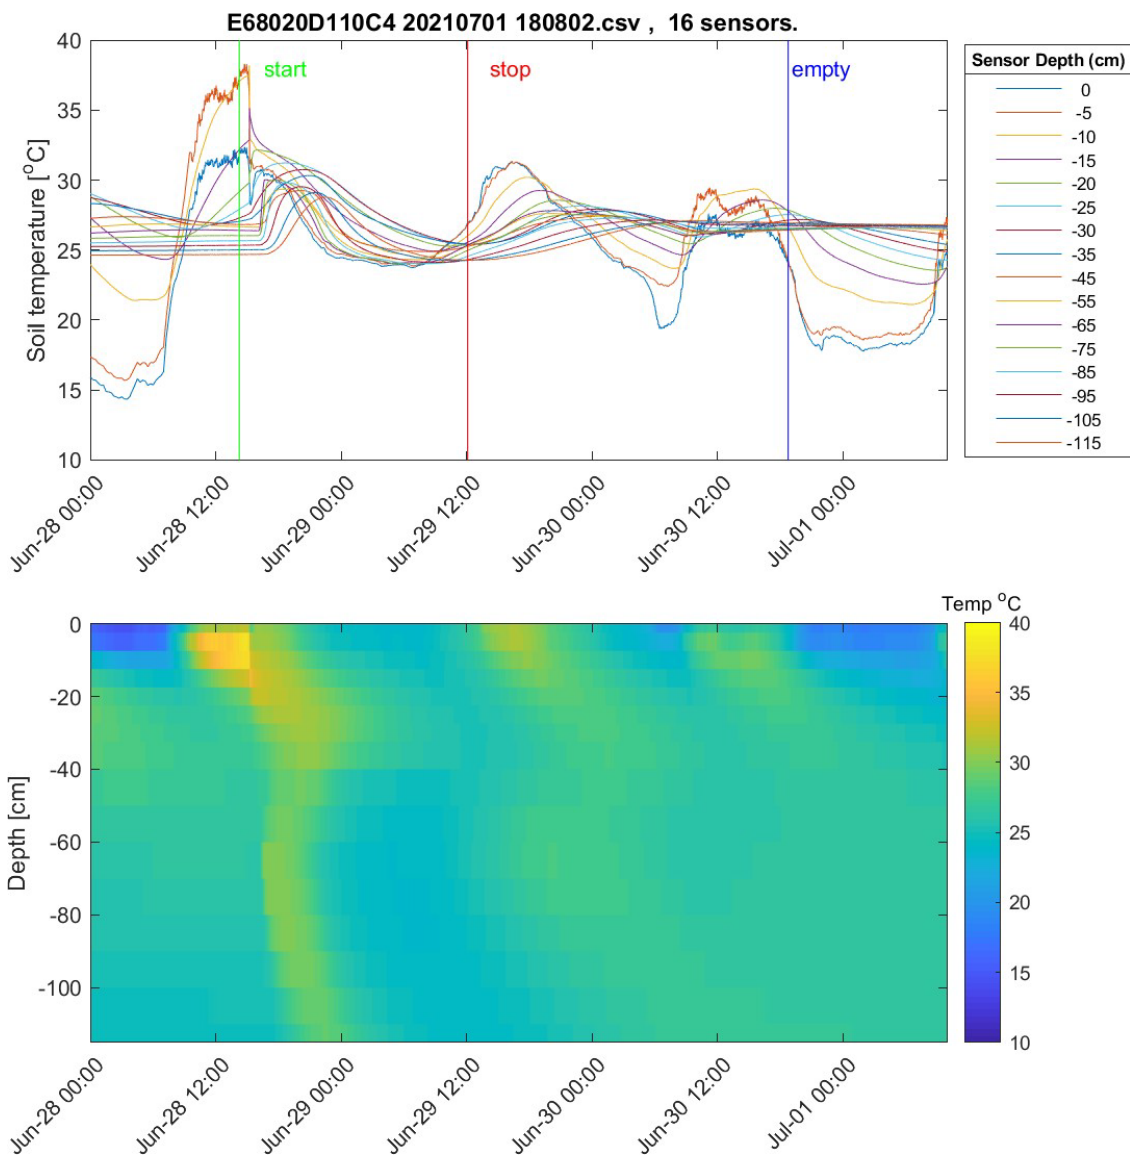 E68020D110C4 20210701 180802.csv ,  16 sensors.
Soil temperature [°C]
40
35
30
25
20
15
10
start
stop
empty
Jun-28 00:00
Jun-28 12:00
Jun-29 00:00
Jun-29 12:00
Jun-30 00:00
Jun-30 12:00
Jul-01 00:00
Sensor Depth (cm)
0
-5
-10
-15
-20
-25
-30
-35
-45
-55
-65
-75
-85
-95
-105
-115
Depth [cm]
0
-20
-40
-60
-80
-100
Jun-28 00:00
Jun-28 12:00
Jun-29 00:00
Jun-29 12:00
Jun-30 00:00
Jun-30 12:00
Jul-01 00:00
Temp °C
40
35
30
25
20
15
10